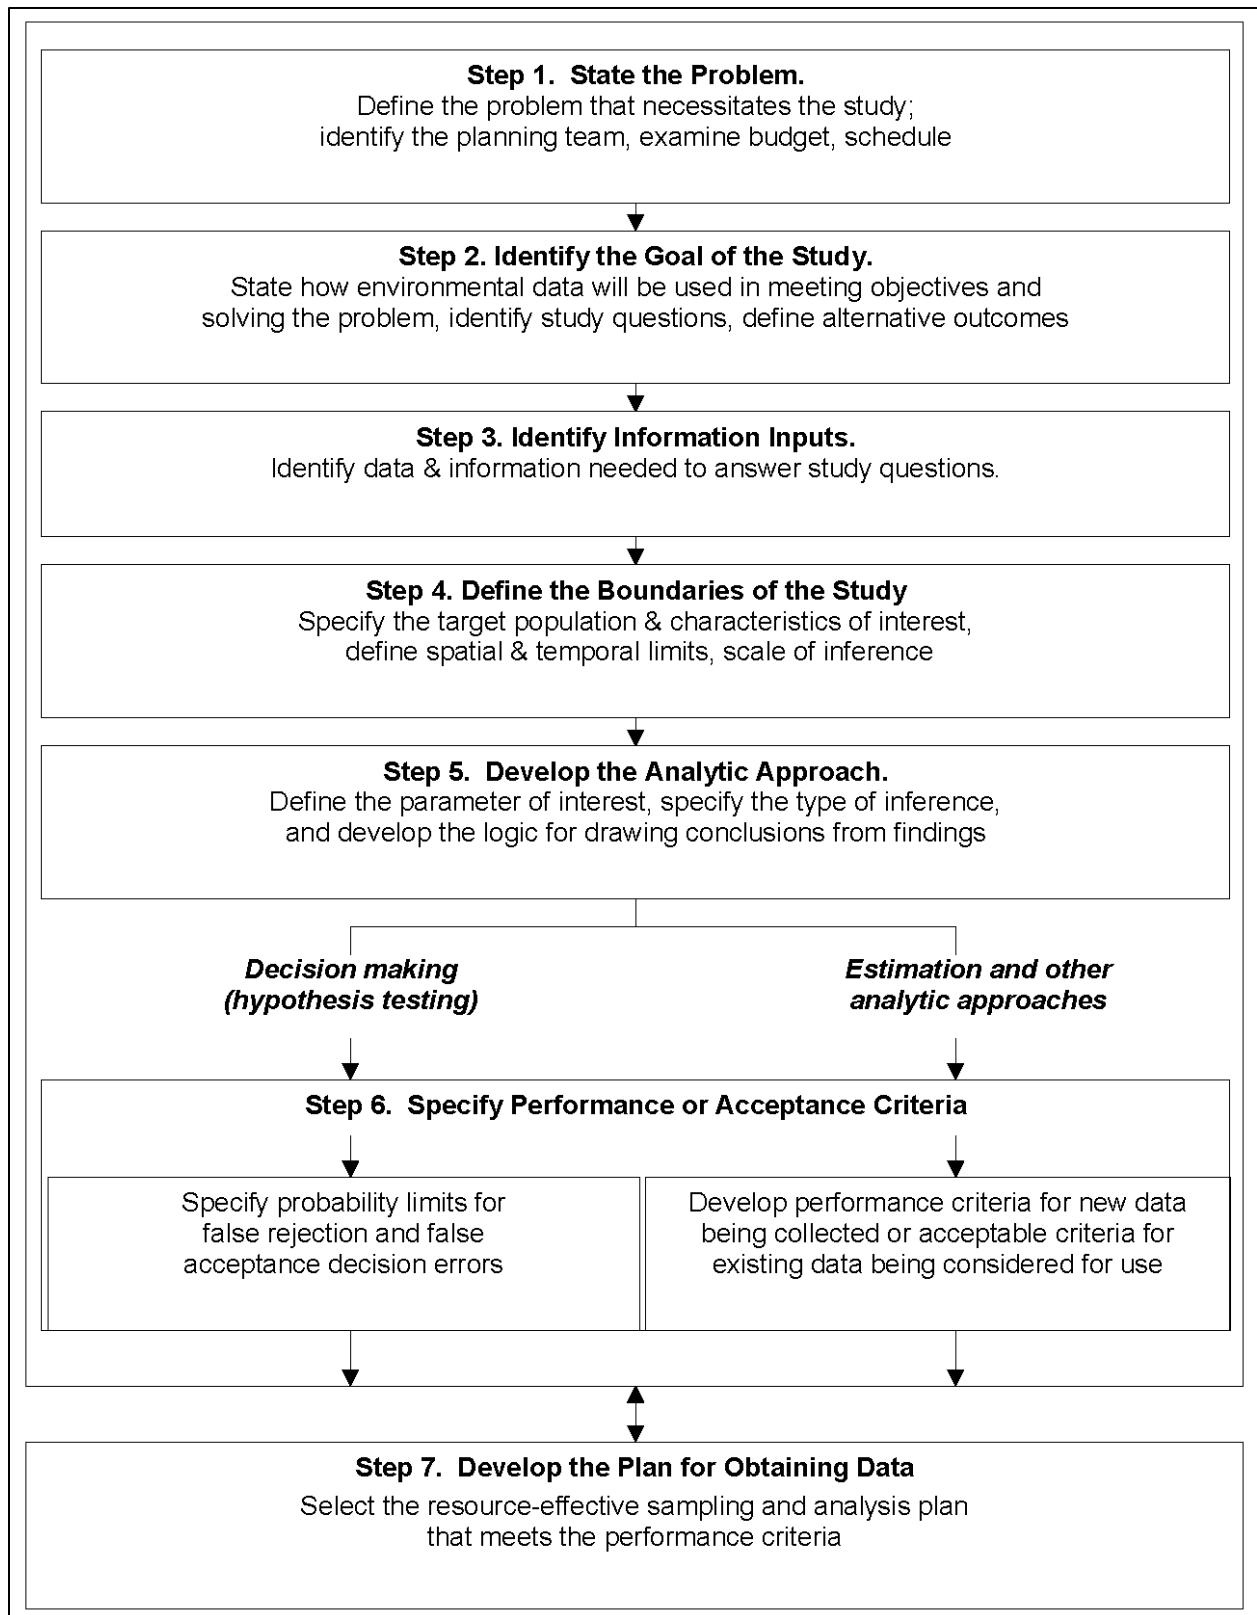 Step 1.  State the Problem.
Define the problem that necessitates the study;
identify the planning team, examine budget, schedule
Step 2. Identify the Goal of the Study.
State how environmental data will be used in meeting objectives and
solving the problem, identify study questions, define alternative outcomes
Step 3. Identify Information Inputs.
Identify data & information needed to answer study questions.
Step 4. Define the Boundaries of the Study
Specify the target population & characteristics of interest,
define spatial & temporal limits, scale of inference
Step 5.  Develop the Analytic Approach.
Define the parameter of interest, specify the type of inference,
and develop the logic for drawing conclusions from findings
Decision making
(hypothesis testing)
Estimation and other
analytic approaches
Step 6.  Specify Performance or Acceptance Criteria
Specify probability limits for
false rejection and false
acceptance decision errors
Develop performance criteria for new data
being collected or acceptable criteria for
existing data being considered for use
Step 7.  Develop the Plan for Obtaining Data
Select the resource-effective sampling and analysis plan
that meets the performance criteria